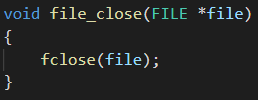 void file_close(FILE *file)
{
    fclose(file);
}